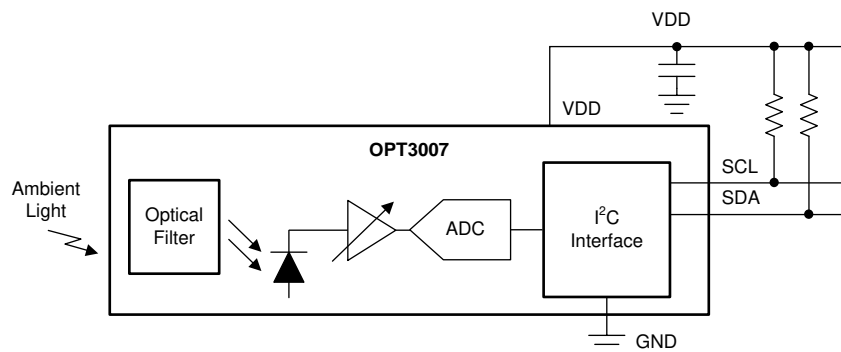 VDD
VDD
OPT3007
Ambient
Light
Optical
Filter
ADC
I²C
Interface
SCL
SDA
GND